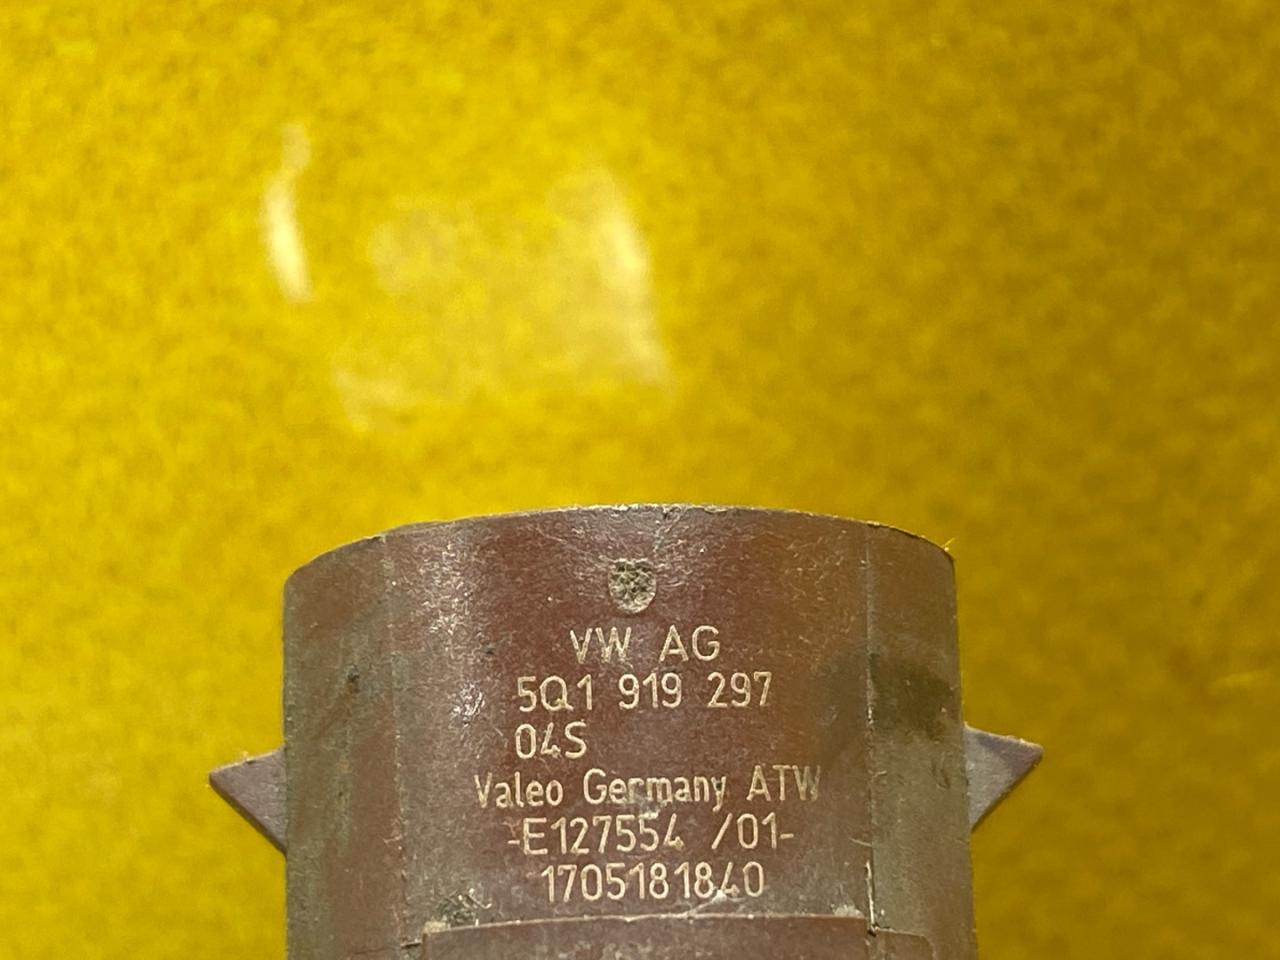 VW AG
5Q1 919 297
04S
Valeo Germany ATW
-E127554 /01-
1705181840